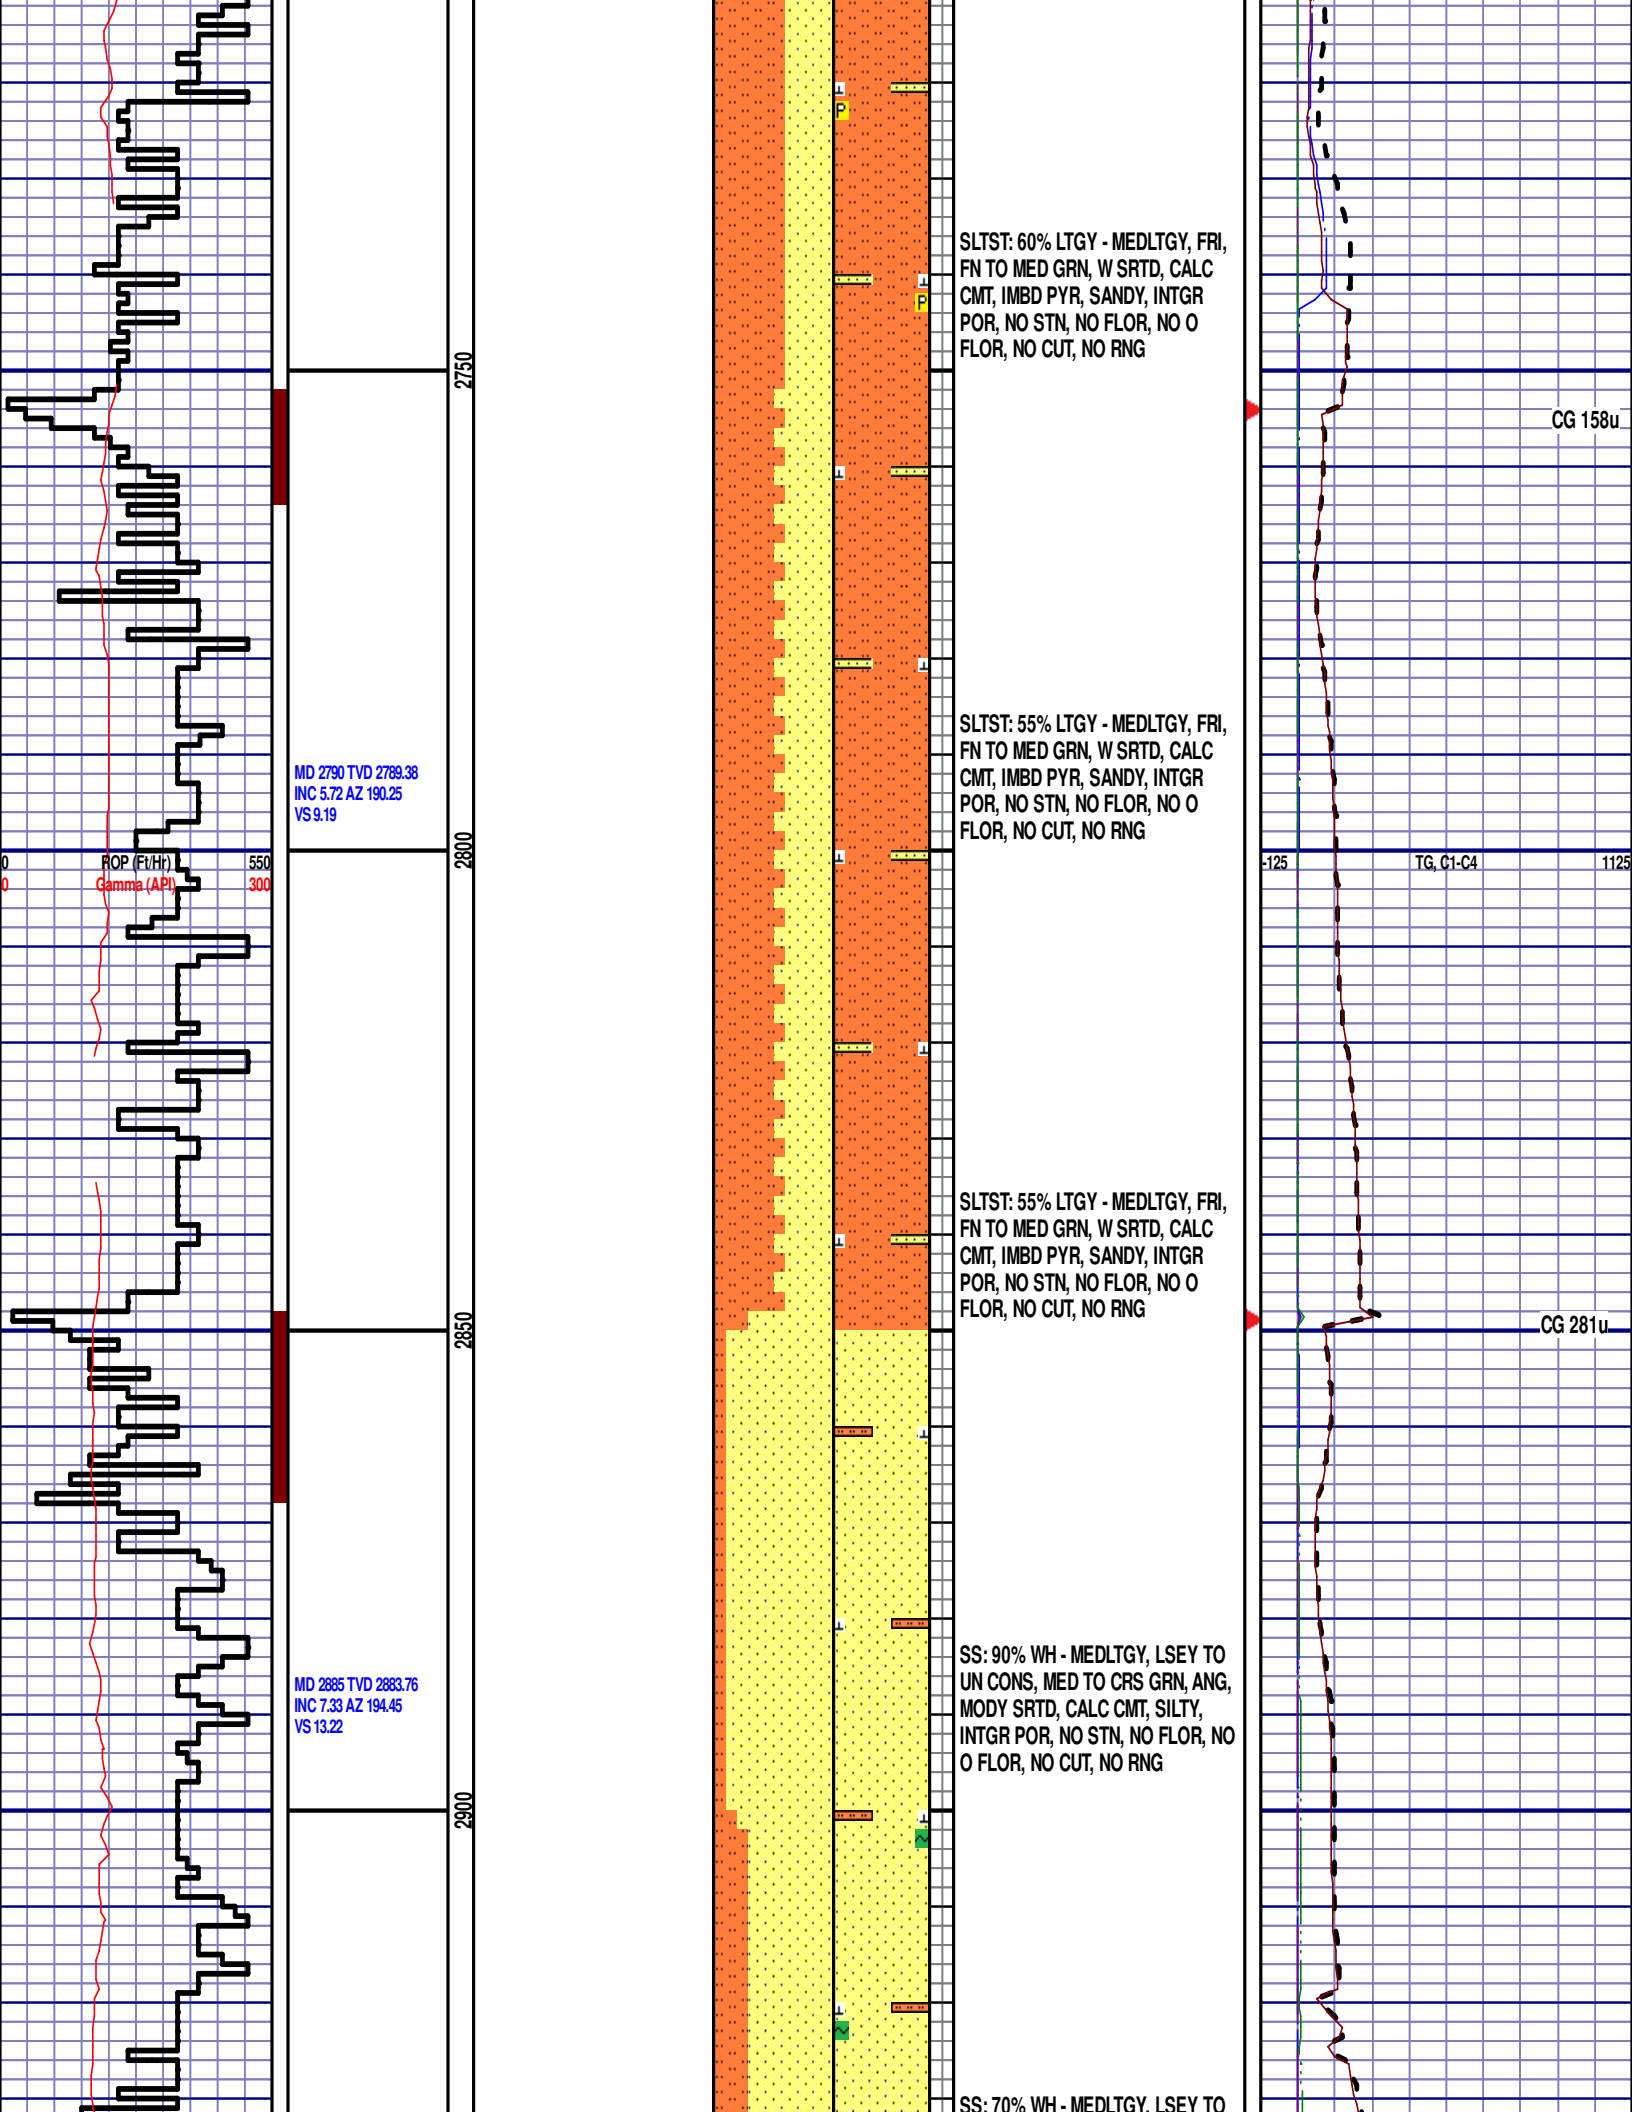 P
SLTST: 60% LTGY - MEDLTGY, FRI,
FN TO MED GRN, W SRTD, CALC
CMT, IMBD PYR, SANDY, INTGR
POR, NO STN, NO FLOR, NO O
FLOR, NO CUT, NO RNG
P
2750
CG 158u
SLTST: 55% LTGY - MEDLTGY, FRI,
FN TO MED GRN, W SRTD, CALC
CMT, IMBD PYR, SANDY, INTGR
POR, NO STN, NO FLOR, NO O
FLOR, NO CUT, NO RNG
MD 2790 TVD 2789.38
INC 5.72 AZ 190.25
VS 9.19
2800
0 ROP (Ft/Hr) 550
0 Gamma (API) 300
-125 TG, C1-C4 1125
SLTST: 55% LTGY - MEDLTGY, FRI,
FN TO MED GRN, W SRTD, CALC
CMT, IMBD PYR, SANDY, INTGR
POR, NO STN, NO FLOR, NO O
FLOR, NO CUT, NO RNG
2850
CG 281u
SS: 90% WH - MEDLTGY, LSEY TO
UN CONS, MED TO CRS GRN, ANG,
MODY SRTD, CALC CMT, SILTY,
INTGR POR, NO STN, NO FLOR, NO
O FLOR, NO CUT, NO RNG
MD 2885 TVD 2883.76
INC 7.33 AZ 194.45
VS 13.22
2900
SS: 70% WH - MEDLTGY, LSEY TO